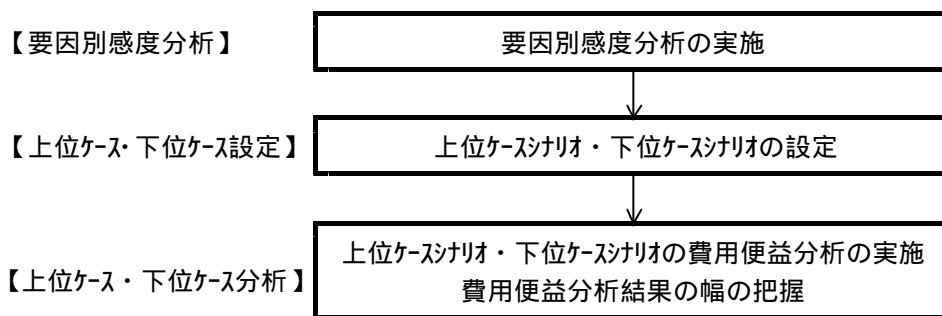 【要因別感度分析】
要因別感度分析の実施
【上位ｹｰｽ・下位ｹｰｽ設定】
上位ｹｰｽｼﾅﾘｵ・下位ｹｰｽｼﾅﾘｵの設定
【上位ｹｰｽ・下位ｹｰｽ分析】
上位ｹｰｽｼﾅﾘｵ・下位ｹｰｽｼﾅﾘｵの費用便益分析の実施
費用便益分析結果の幅の把握